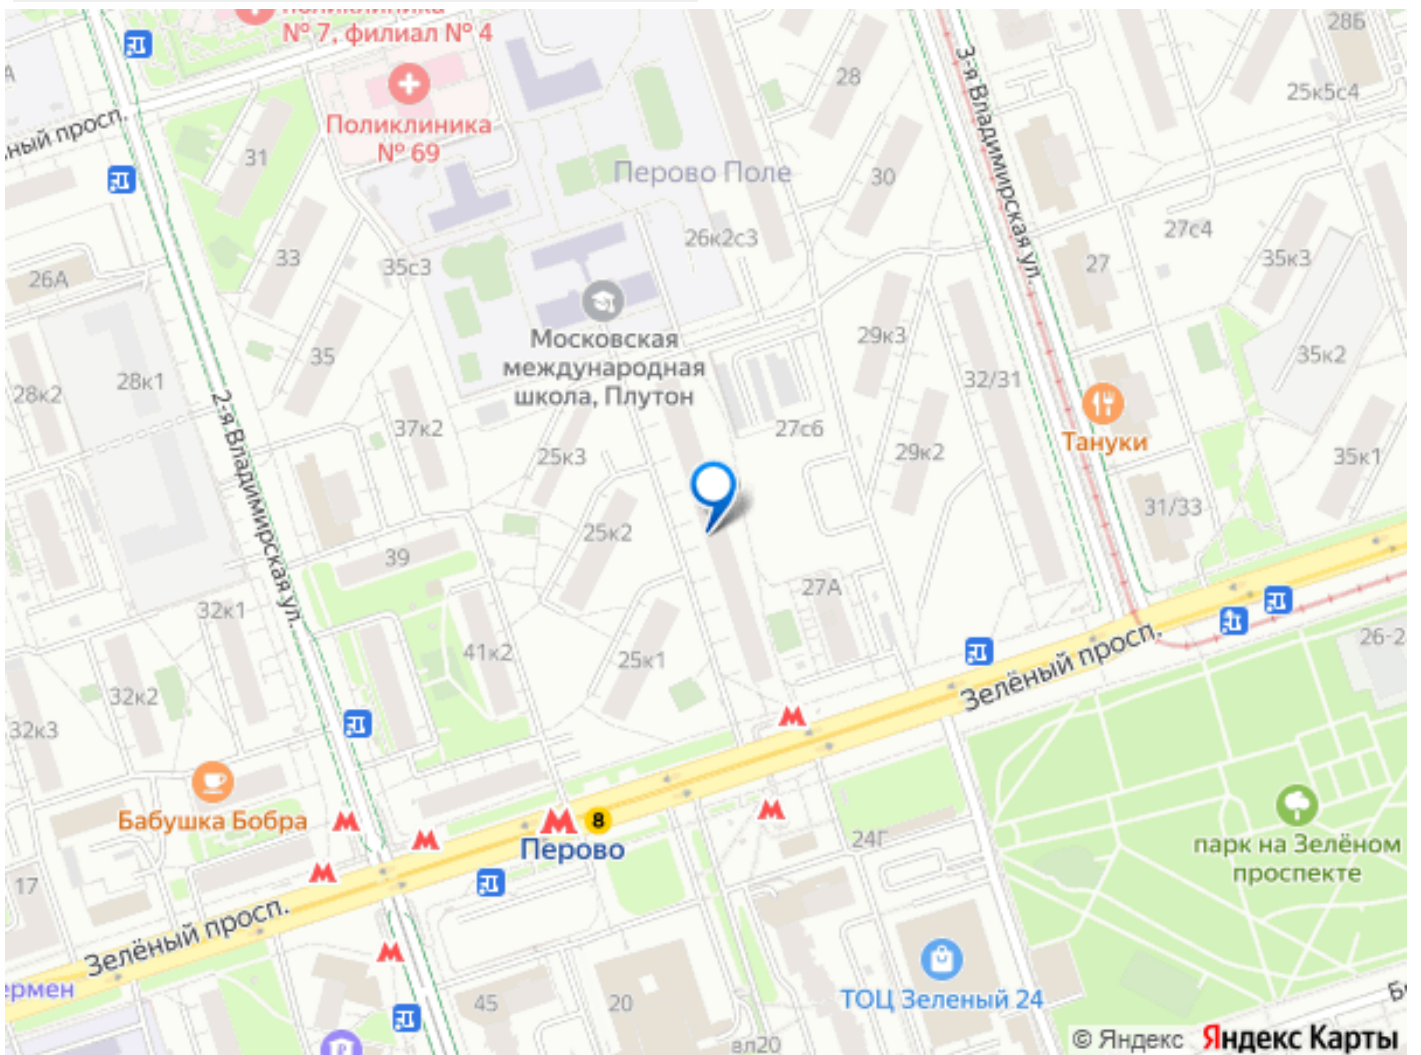 поликлиника
№ 7, филиал № 4
28Б
3-я Владимирская ул.
28
25к5с4
Поликлиника
№ 69
ный просп.
31
Перово Поле
30
26к2с3
27с4
33
35с3
27
35к3
26А
Московская
международная
школа, Плутон
29к3
35
35к2
28к1
32/31
28к2
2-я Владимирская ул.
37к2
27с6
Тануки
25к3
29к2
35к1
31/33
25к2
39
27А
32к1
41к2
25к1
26-2
Зелёный просп.
32к2
32к3
Бабушка Бобра
8
Перово
24Г
парк на Зелёном
проспекте
17
Зелёный просп.
ермен
45
20
ТОЦ Зеленый 24
вл20
© Яндекс Яндекс Карты